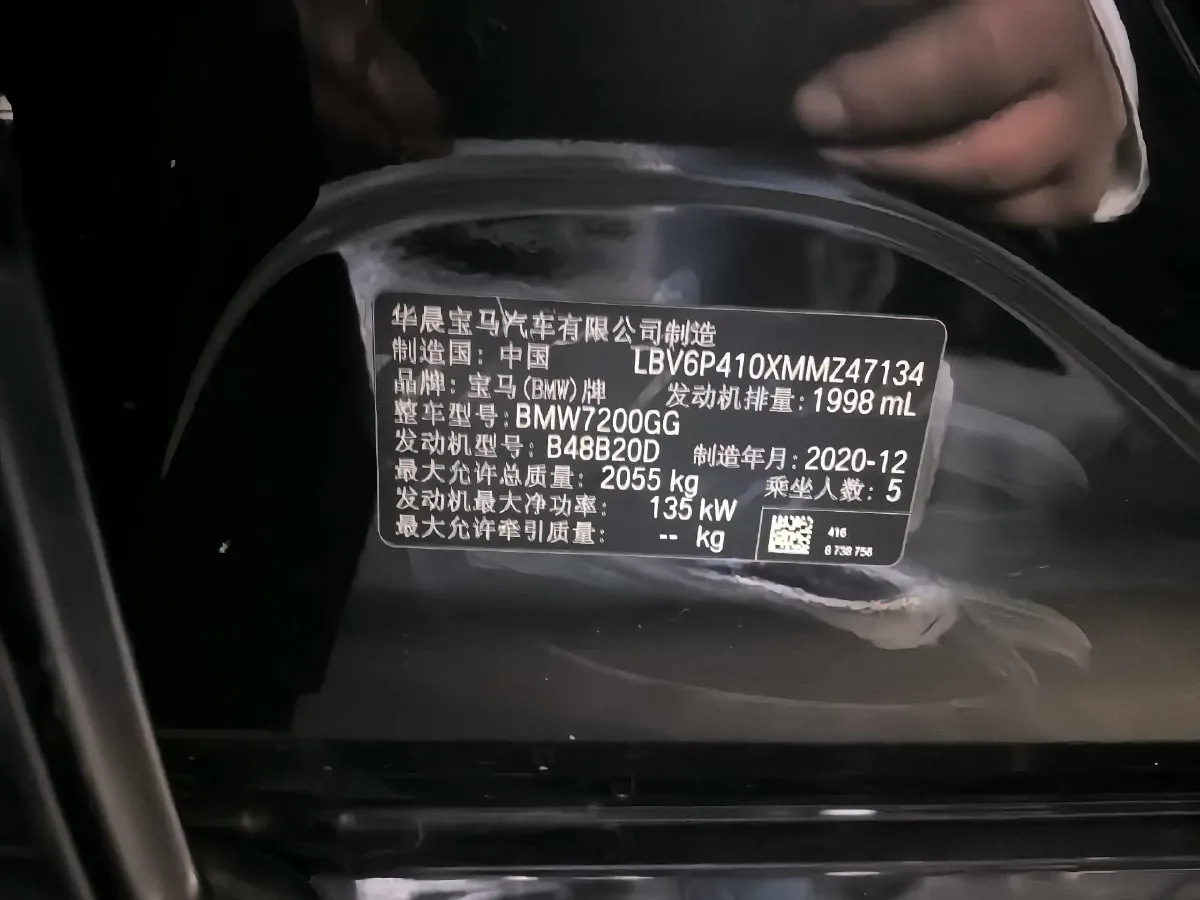 华晨宝马汽车有限公司制造
制造国：中国 LBV6P410XMMZ47134
品牌：宝马(BMW)牌 发动机排量：1998 mL
整车型号：BMW7200GG
发动机型号：B48B20D 制造年月：2020-12
最大允许总质量：2055 kg 乘坐人数：5
发动机最大净功率：135 kW
最大允许牵引质量：-- kg
416
8 738 756